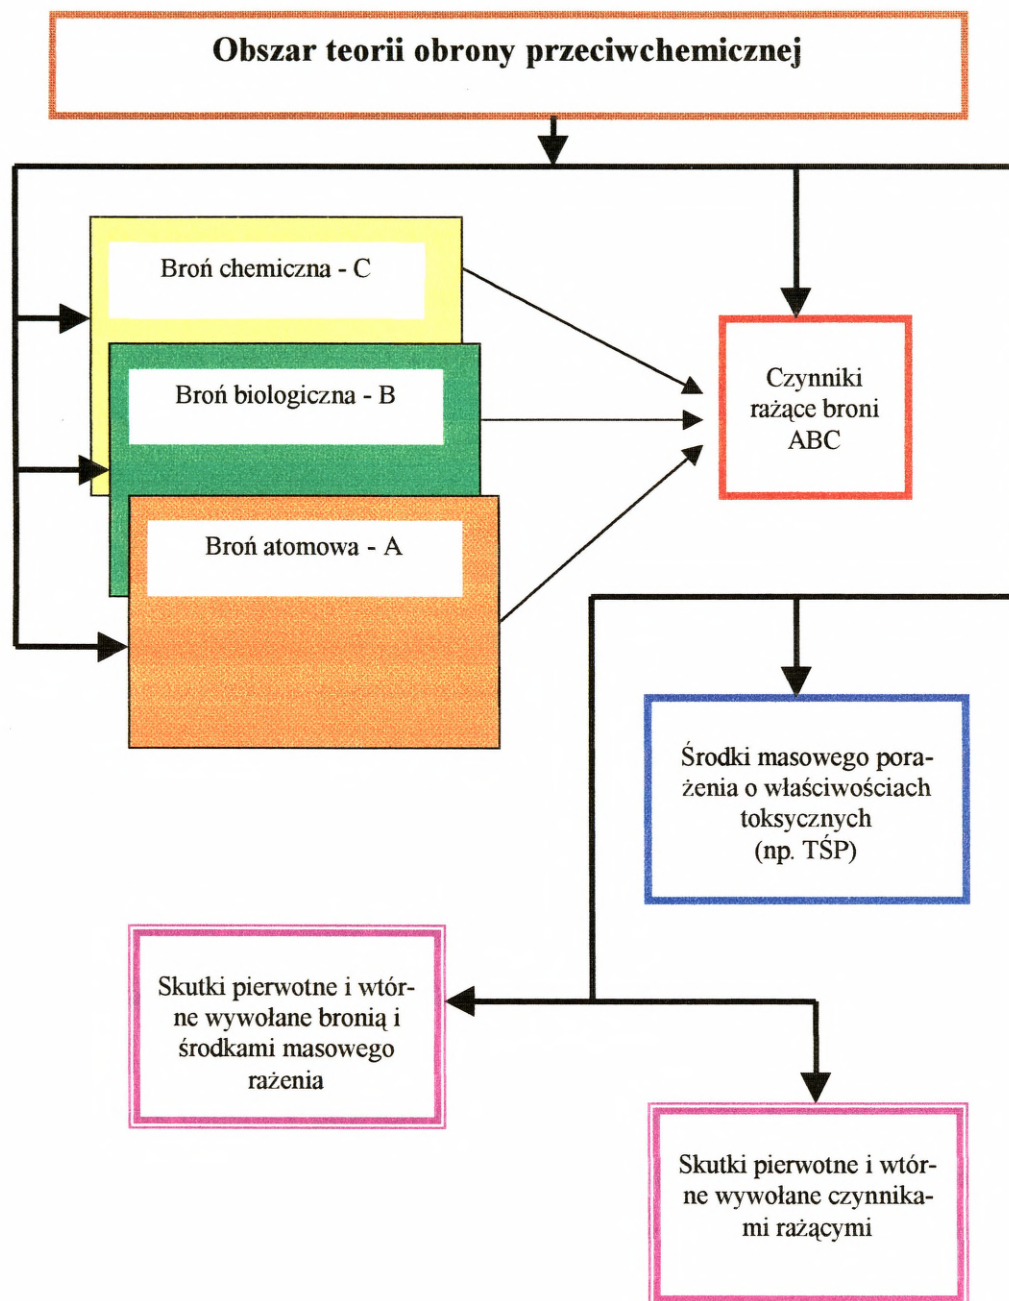 Obszar teorii obrony przeciwchemicznej
Broń chemiczna - C
Broń biologiczna - B
Broń atomowa - A
Czynniki
rażące broni
ABC
Środki masowego pora-
żenia o właściwościach
toksycznych
(np. TŚP)
Skutki pierwotne i wtór-
ne wywołane bronią i
środkami masowego
rażenia
Skutki pierwotne i wtór-
ne wywołane czynnika-
mi rażącymi